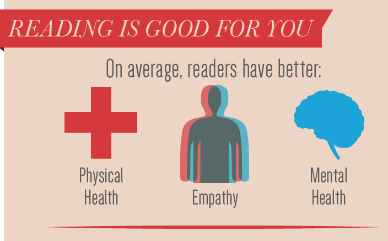 READING IS GOOD FOR YOU
On average, readers have better:
Physical
Health
Empathy
Mental
Health